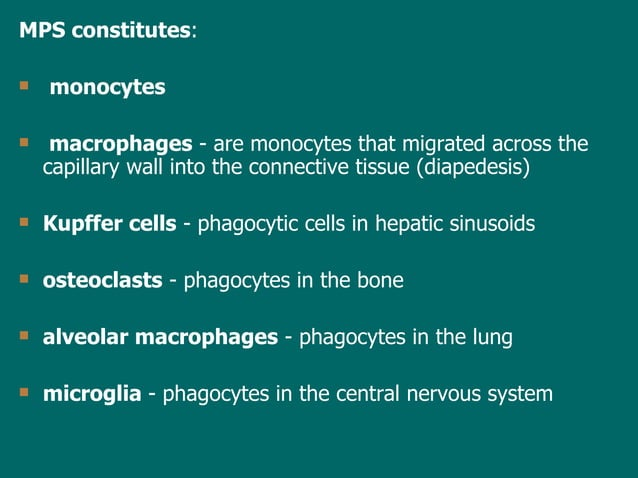 MPS constitutes:
monocytes
macrophages - are monocytes that migrated across the
capillary wall into the connective tissue (diapedesis)
Kupffer cells - phagocytic cells in hepatic sinusoids
osteoclasts - phagocytes in the bone
alveolar macrophages - phagocytes in the lung
microglia - phagocytes in the central nervous system